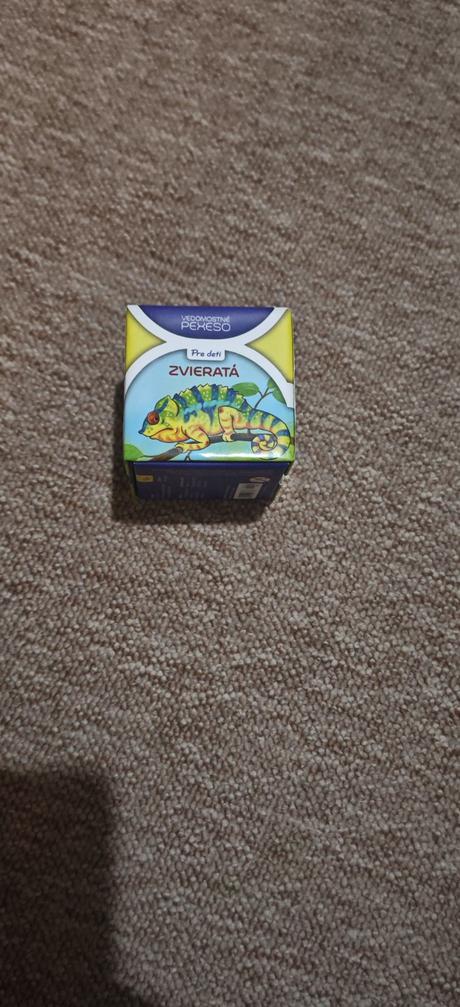 VEDOMOSTNÉ
PEXESO
Pre deti
ZVIERATÁ